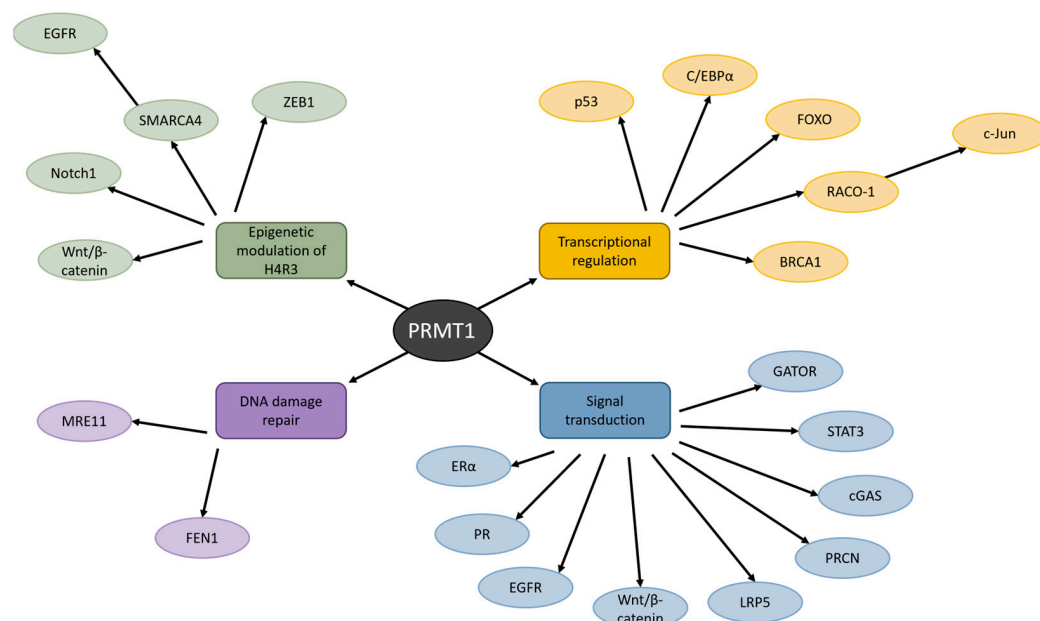 EGFR
SMARCA4
ZEB1
Notch1
Wnt/β-
catenin
Epigenetic
modulation of
H4R3
p53
C/EBPα
FOXO
c-Jun
RACO-1
BRCA1
Transcriptional
regulation
PRMT1
DNA damage
repair
MRE11
FEN1
Signal
transduction
GATOR
STAT3
cGAS
PRCN
LRP5
Wnt/β-
catenin
EGFR
PR
ERα